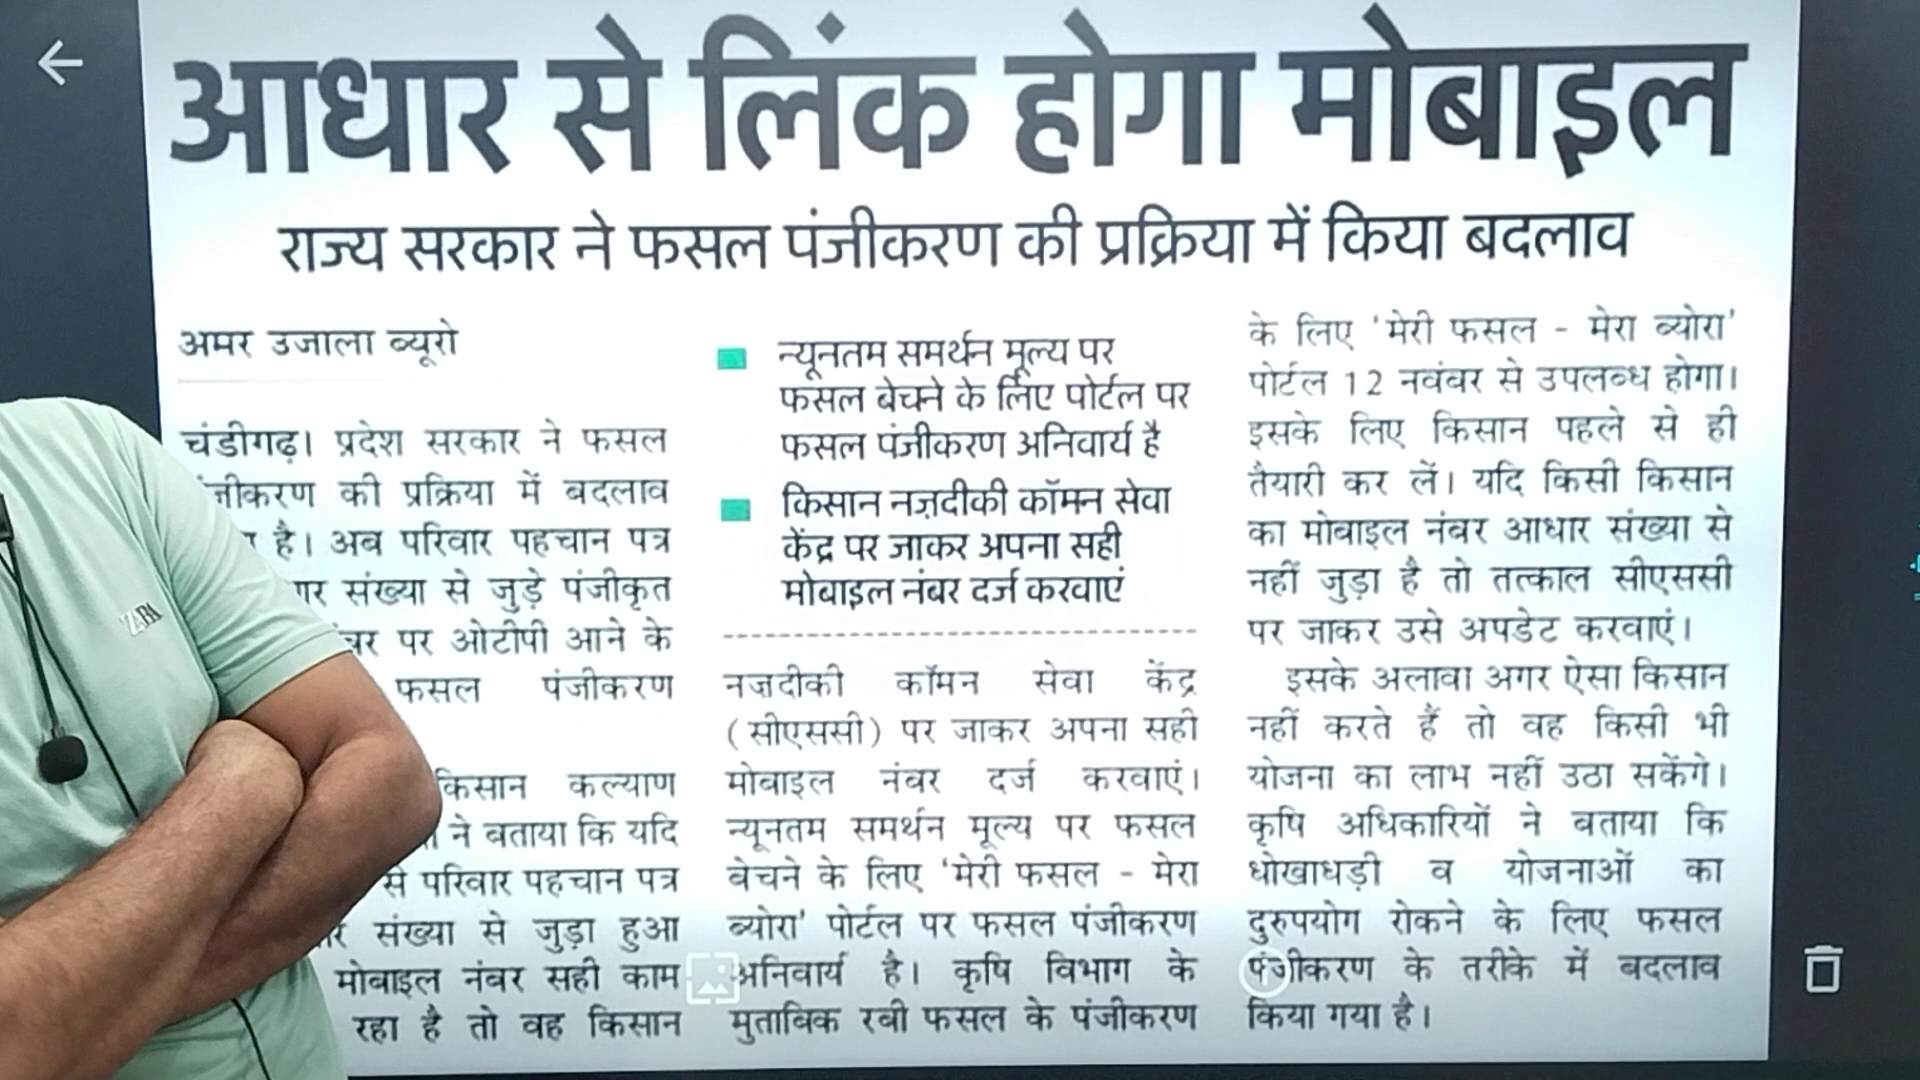 आधार से लिंक होगा मोबाइल
राज्य सरकार ने फसल पंजीकरण की प्रक्रिया में किया बदलाव
अमर उजाला ब्यूरो
चंडीगढ़। प्रदेश सरकार ने फसल
की प्रक्रिया में बदलाव
है। अब परिवार पहचान पत्र
संख्या से जुड़े पंजीकृत
पर ओटीपी आने के
फसल पंजीकरण
किसान कल्याण
ने बताया कि यदि
से परिवार पहचान पत्र
संख्या से जुड़ा हुआ
मोबाइल नंबर सही काम
रहा है तो वह किसान
न्यूनतम समर्थन मूल्य पर
फसल बेचने के लिए पोर्टल पर
फसल पंजीकरण अनिवार्य है
किसान नज़दीकी कॉमन सेवा
केंद्र पर जाकर अपना सही
मोबाइल नंबर दर्ज करवाएं
नजदीकी कॉमन सेवा केंद्र
(सीएससी) पर जाकर अपना सही
मोबाइल नंबर दर्ज करवाएं।
न्यूनतम समर्थन मूल्य पर फसल
बेचने के लिए 'मेरी फसल - मेरा
ब्योरा' पोर्टल पर फसल पंजीकरण
अनिवार्य है। कृषि विभाग के
मुताबिक रबी फसल के पंजीकरण
के लिए 'मेरी फसल - मेरा ब्योरा'
पोर्टल 12 नवंबर से उपलब्ध होगा।
इसके लिए किसान पहले से ही
तैयारी कर लें। यदि किसी किसान
का मोबाइल नंबर आधार संख्या से
नहीं जुड़ा है तो तत्काल सीएससी
पर जाकर उसे अपडेट करवाएं।
इसके अलावा अगर ऐसा किसान
नहीं करते हैं तो वह किसी भी
योजना का लाभ नहीं उठा सकेंगे।
कृषि अधिकारियों ने बताया कि
धोखाधड़ी व योजनाओं का
दुरुपयोग रोकने के लिए फसल
पंजीकरण के तरीके में बदलाव
किया गया है।
ZARA